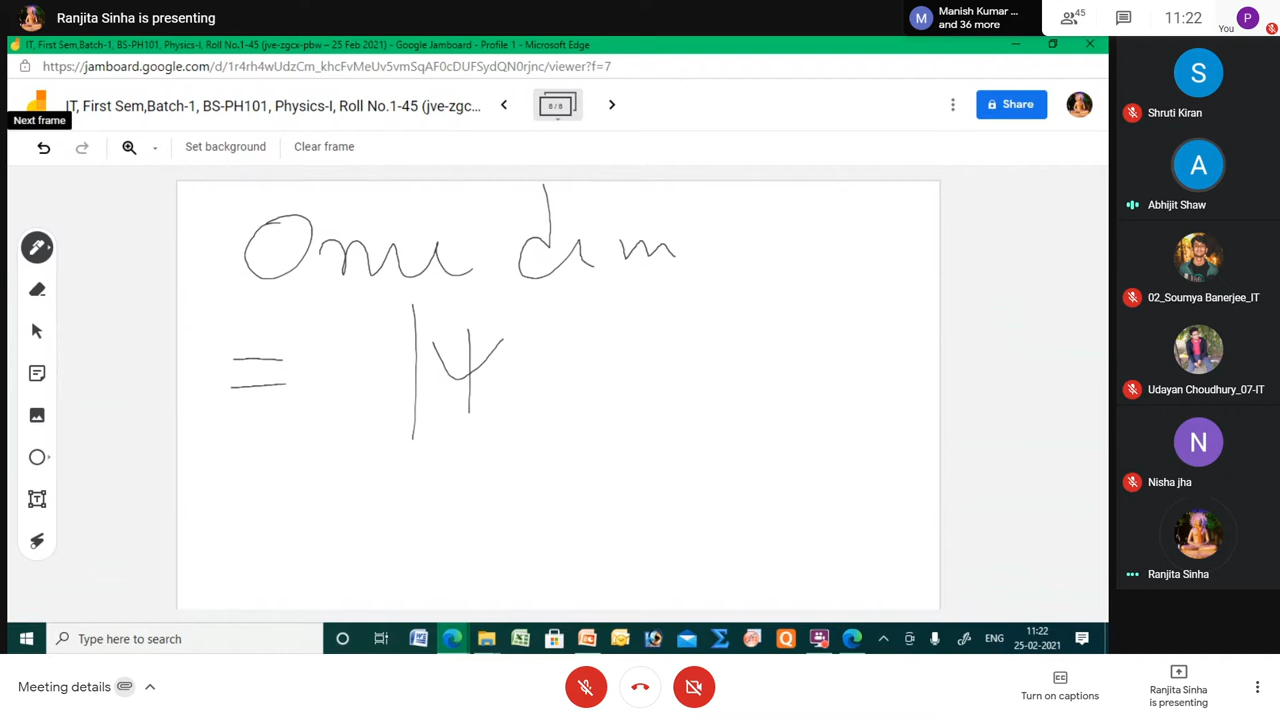 Ranjita Sinha is presenting
Manish Kumar ...
and 36 more
45
11:22
P
You
IT, First Sem,Batch-1, BS-PH101, Physics-I, Roll No.1-45 (jve-zgcx-pbw – 25 Feb 2021) - Google Jamboard - Profile 1 - Microsoft Edge
https://jamboard.google.com/d/1r4rh4wUdzCm_khcFvMeUv5vmSqAF0cDUFSydQN0rjnc/viewer?f=7
IT, First Sem,Batch-1, BS-PH101, Physics-I, Roll No.1-45 (jve-zgc...
8 / 8
Share
Next frame
Set background
Clear frame
One dim
= |Ψ
S
Shruti Kiran
A
Abhijit Shaw
02_Soumya Banerjee_IT
Udayan Choudhury_07-IT
N
Nisha jha
Ranjita Sinha
Type here to search
ENG
11:22
25-02-2021
Meeting details
Turn on captions
Ranjita Sinha
is presenting